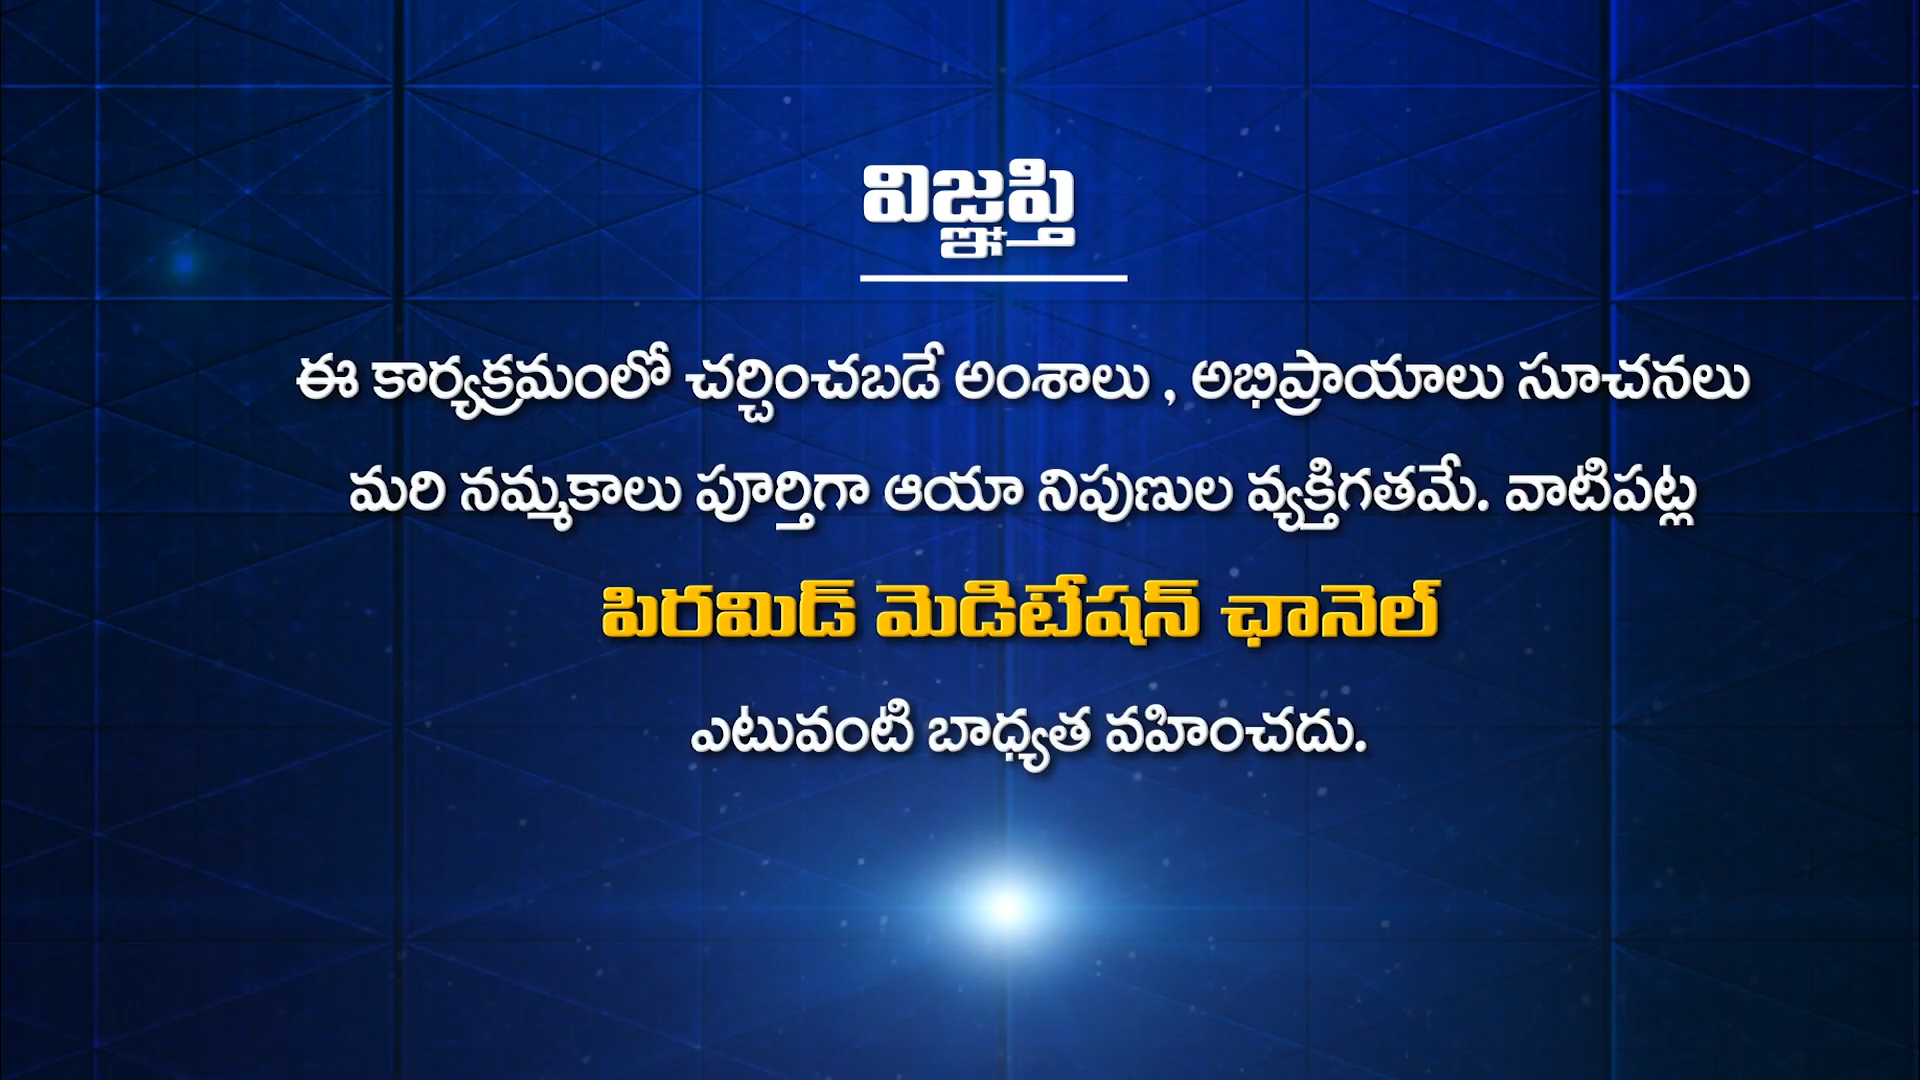 విజ్ఞప్తి
ఈ కార్యక్రమంలో చర్చించబడే అంశాలు , అభిప్రాయాలు సూచనలు
మరి నమ్మకాలు పూర్తిగా ఆయా నిపుణుల వ్యక్తిగతమే. వాటిపట్ల
పిరమిడ్ మెడిటేషన్ ఛానెల్
ఎటువంటి బాధ్యత వహించదు.